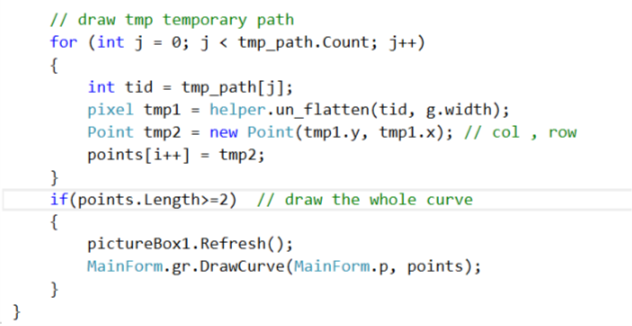 // draw tmp temporary path
for (int j = 0; j < tmp_path.Count; j++)
{
int tid = tmp_path[j];
pixel tmp1 = helper.un_flatten(tid, g.width);
Point tmp2 = new Point(tmp1.y, tmp1.x); // col , row
points[i++] = tmp2;
}
if(points.Length>=2)  // draw the whole curve
{
pictureBox1.Refresh();
MainForm.gr.DrawCurve(MainForm.p, points);
}
}